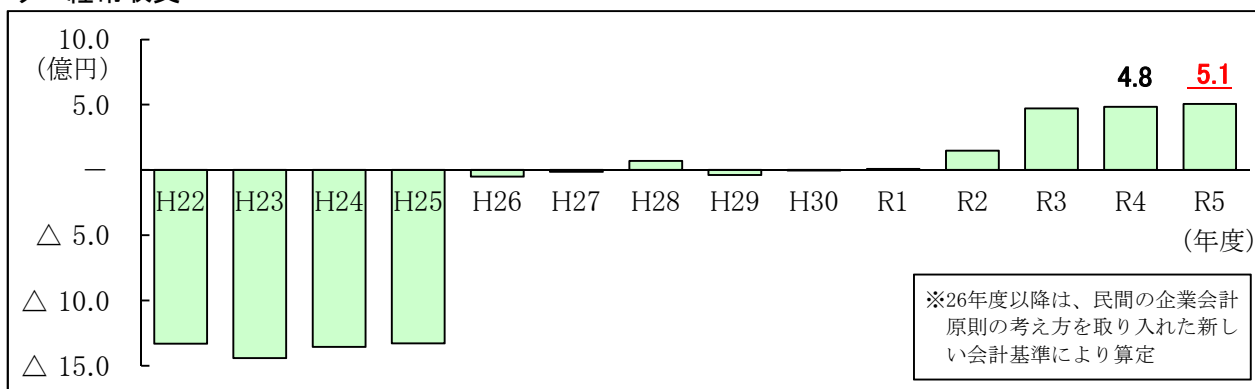 10.0
(億円)
5.0
—
△ 5.0
△ 10.0
△ 15.0
4.8
5.1
H22 H23 H24 H25 H26 H27 H28 H29 H30 R1 R2 R3 R4 R5
(年度)
※26年度以降は、民間の企業会計
原則の考え方を取り入れた新し
い会計基準により算定